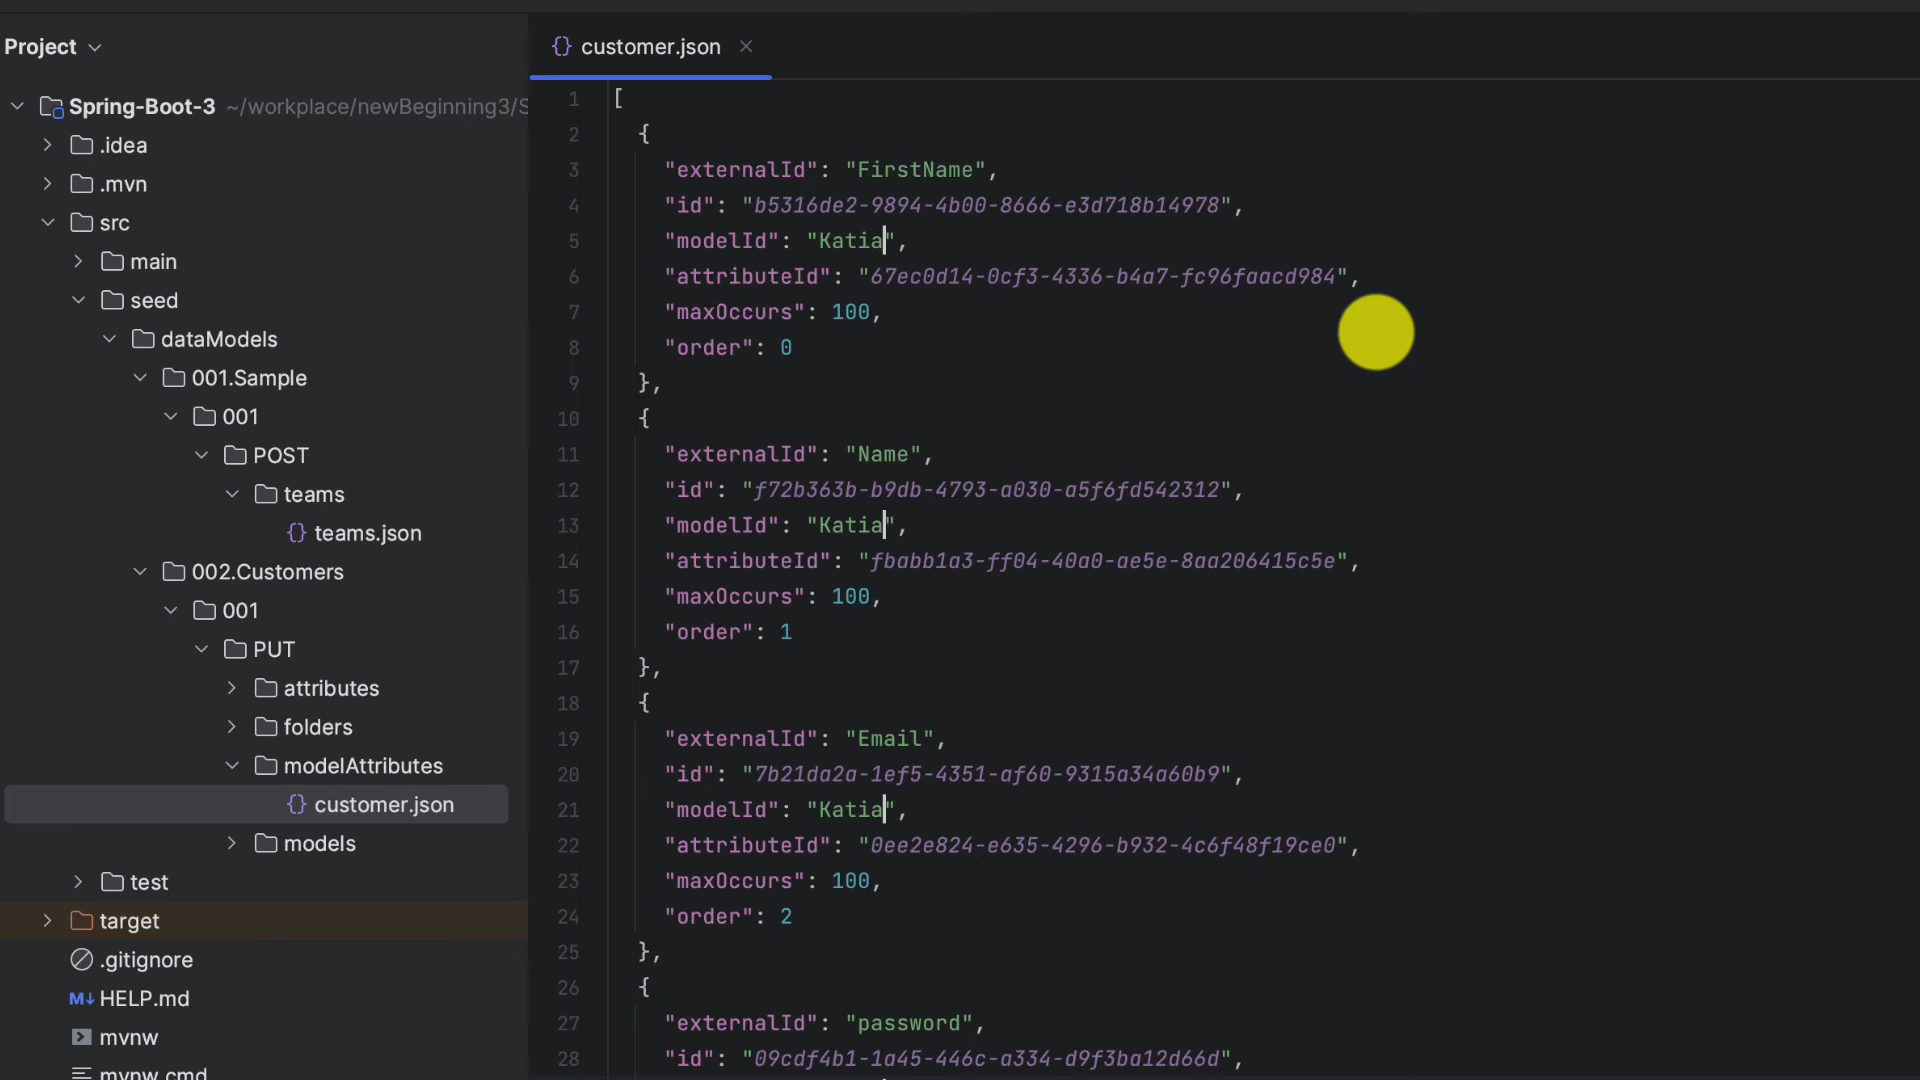 Project
customer.json
Spring-Boot-3 ~/workplace/newBeginning3/S
.idea
.mvn
src
main
seed
dataModels
001.Sample
001
POST
teams
teams.json
002.Customers
001
PUT
attributes
folders
modelAttributes
customer.json
models
test
target
.gitignore
M↓ HELP.md
mvnw
mvnw.cmd
1 [
2 {
3 "externalId": "FirstName",
4 "id": "b5316de2-9894-4b00-8666-e3d718b14978",
5 "modelId": "Katia",
6 "attributeId": "67ec0d14-0cf3-4336-b4a7-fc96faacd984",
7 "maxOccurs": 100,
8 "order": 0
9 },
10 {
11 "externalId": "Name",
12 "id": "f72b363b-b9db-4793-a030-a5f6fd542312",
13 "modelId": "Katia",
14 "attributeId": "fbabb1a3-ff04-40a0-ae5e-8aa206415c5e",
15 "maxOccurs": 100,
16 "order": 1
17 },
18 {
19 "externalId": "Email",
20 "id": "7b21da2a-1ef5-4351-af60-9315a34a60b9",
21 "modelId": "Katia",
22 "attributeId": "0ee2e824-e635-4296-b932-4c6f48f19ce0",
23 "maxOccurs": 100,
24 "order": 2
25 },
26 {
27 "externalId": "password",
28 "id": "09cdf4b1-1a45-446c-a334-d9f3ba12d66d",